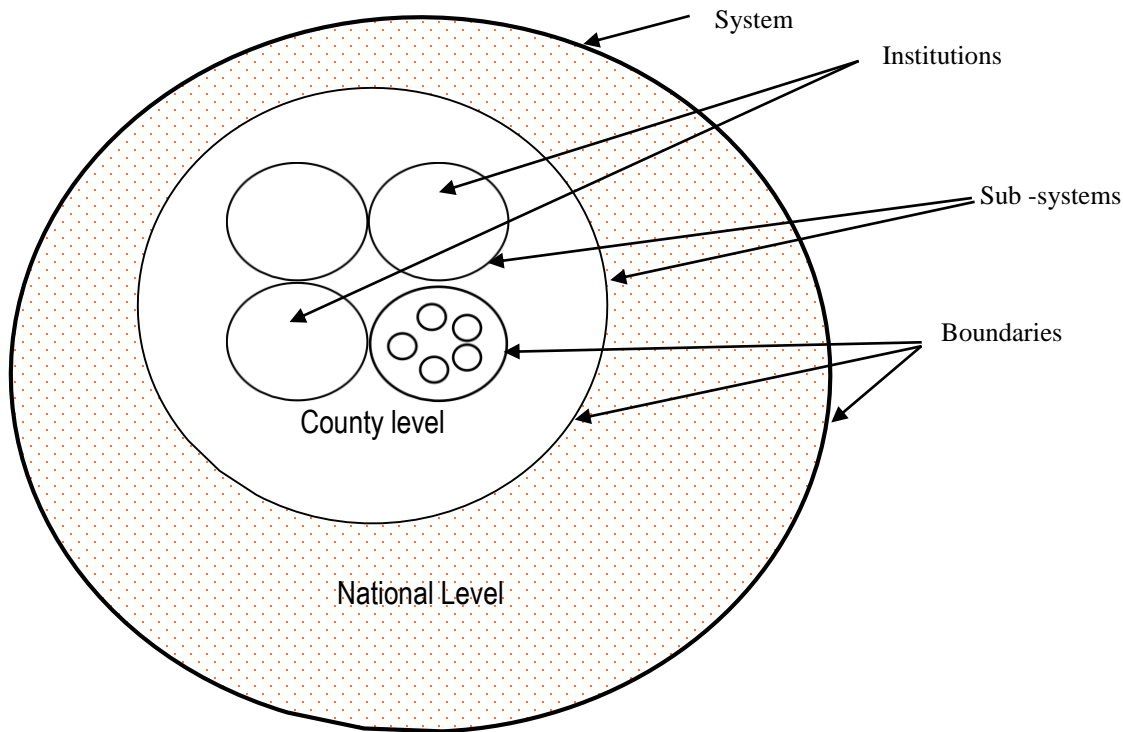 System
Institutions
Sub -systems
Boundaries
County level
National Level